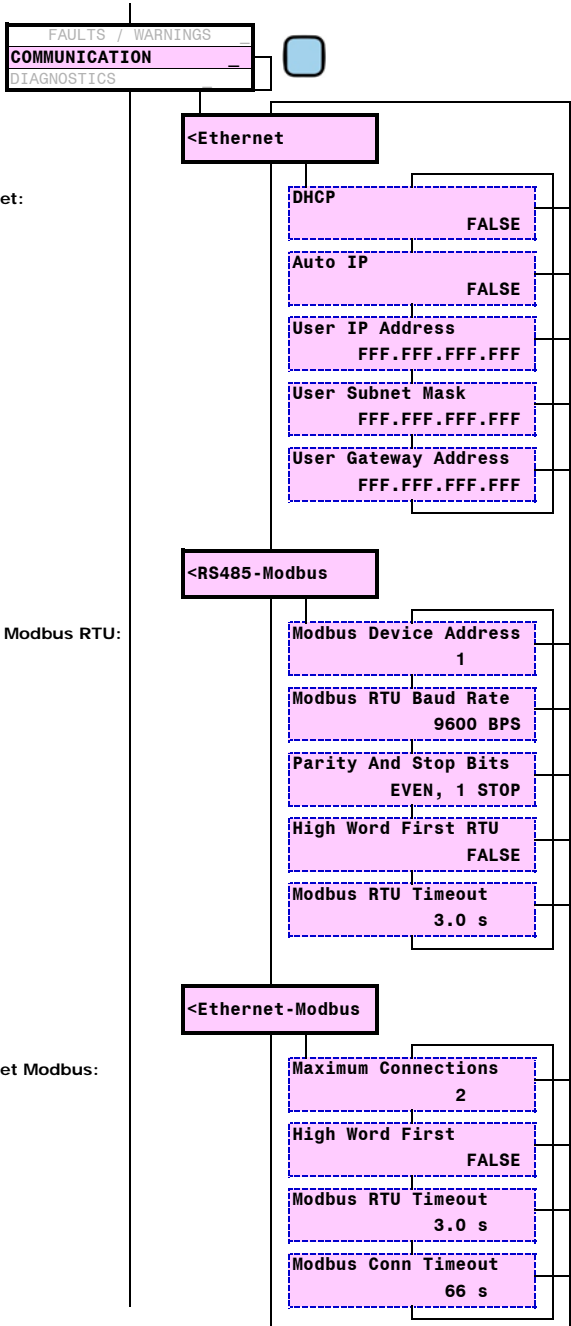 FAULTS / WARNINGS _
COMMUNICATION _
DIAGNOSTICS _
<Ethernet
et:
DHCP
FALSE
Auto IP
FALSE
User IP Address
FFF.FFF.FFF.FFF
User Subnet Mask
FFF.FFF.FFF.FFF
User Gateway Address
FFF.FFF.FFF.FFF
<RS485-Modbus
Modbus RTU:
Modbus Device Address
1
Modbus RTU Baud Rate
9600 BPS
Parity And Stop Bits
EVEN, 1 STOP
High Word First RTU
FALSE
Modbus RTU Timeout
3.0 s
<Ethernet-Modbus
et Modbus:
Maximum Connections
2
High Word First
FALSE
Modbus RTU Timeout
3.0 s
Modbus Conn Timeout
66 s